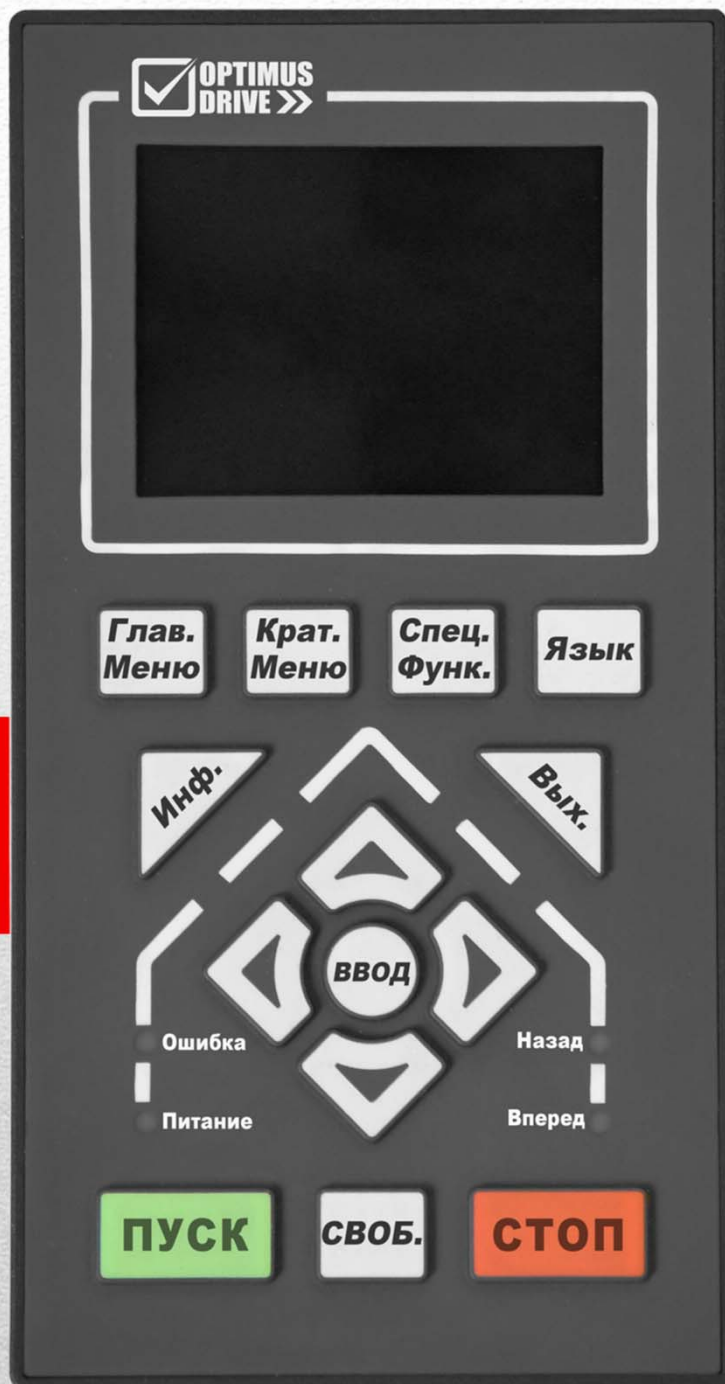 OPTIMUS
DRIVE
Глав.
Меню
Крат.
Меню
Спец.
Функ.
Язык
Инф.
Вых.
ВВОД
Ошибка
Назад
Питание
Вперед
ПУСК
СВОБ.
СТОП